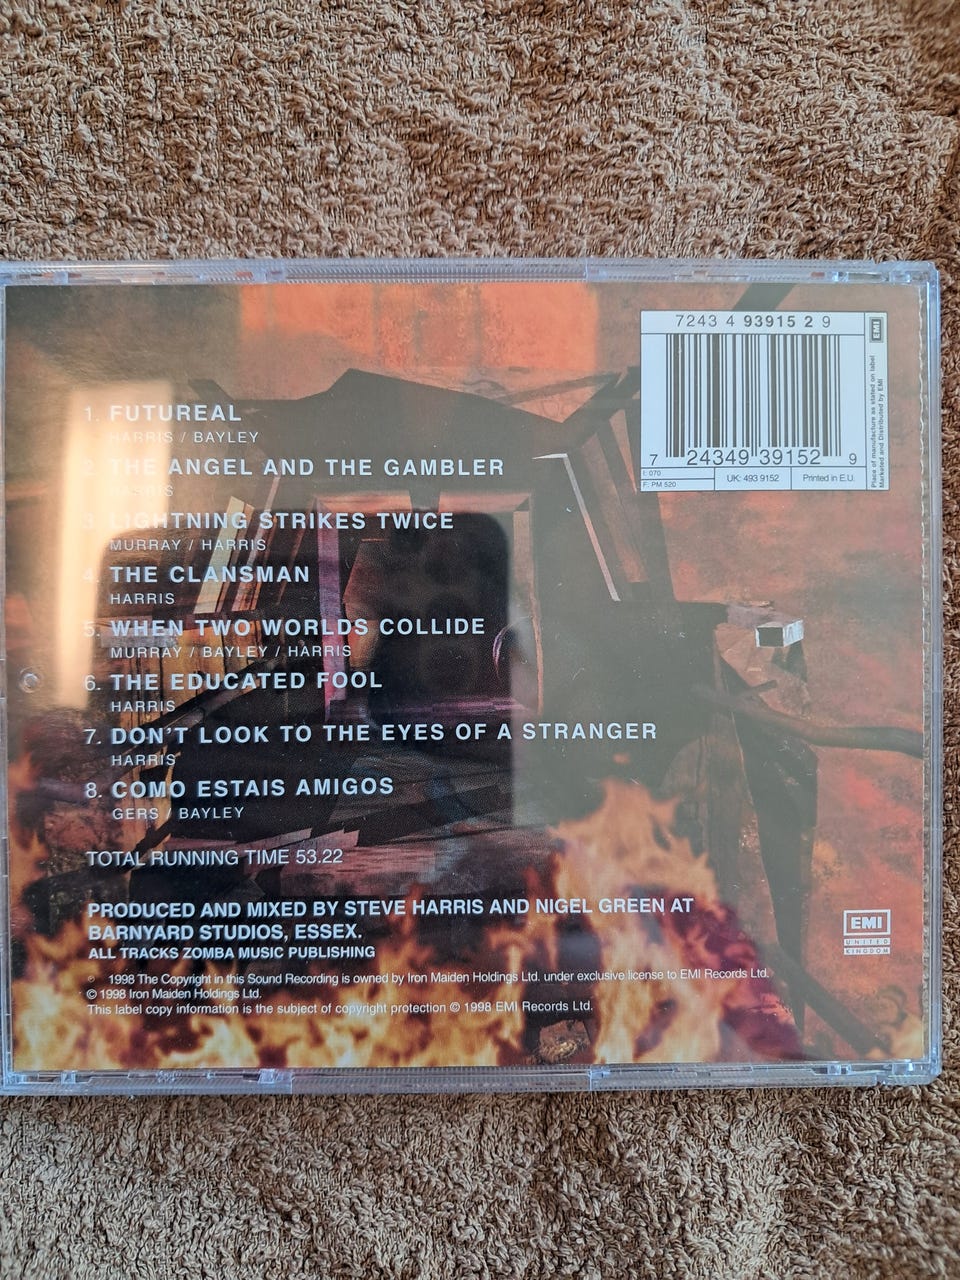 7243 4 93915 2 9
EMI
Place of manufacture as stated on label
Marketed and Distributed by EMI
7 24349 39152 9
I: 070
F: PM 520
UK: 493 9152
Printed in E.U.
1. FUTUREAL
HARRIS / BAYLEY
2. THE ANGEL AND THE GAMBLER
HARRIS
3. LIGHTNING STRIKES TWICE
MURRAY / HARRIS
4. THE CLANSMAN
HARRIS
5. WHEN TWO WORLDS COLLIDE
MURRAY / BAYLEY / HARRIS
6. THE EDUCATED FOOL
HARRIS
7. DON'T LOOK TO THE EYES OF A STRANGER
HARRIS
8. COMO ESTAIS AMIGOS
GERS / BAYLEY
TOTAL RUNNING TIME 53.22
PRODUCED AND MIXED BY STEVE HARRIS AND NIGEL GREEN AT
BARNYARD STUDIOS, ESSEX.
ALL TRACKS ZOMBA MUSIC PUBLISHING
℗ 1998 The Copyright in this Sound Recording is owned by Iron Maiden Holdings Ltd. under exclusive license to EMI Records Ltd.
© 1998 Iron Maiden Holdings Ltd.
This label copy information is the subject of copyright protection © 1998 EMI Records Ltd.
EMI
UNITED
KINGDOM